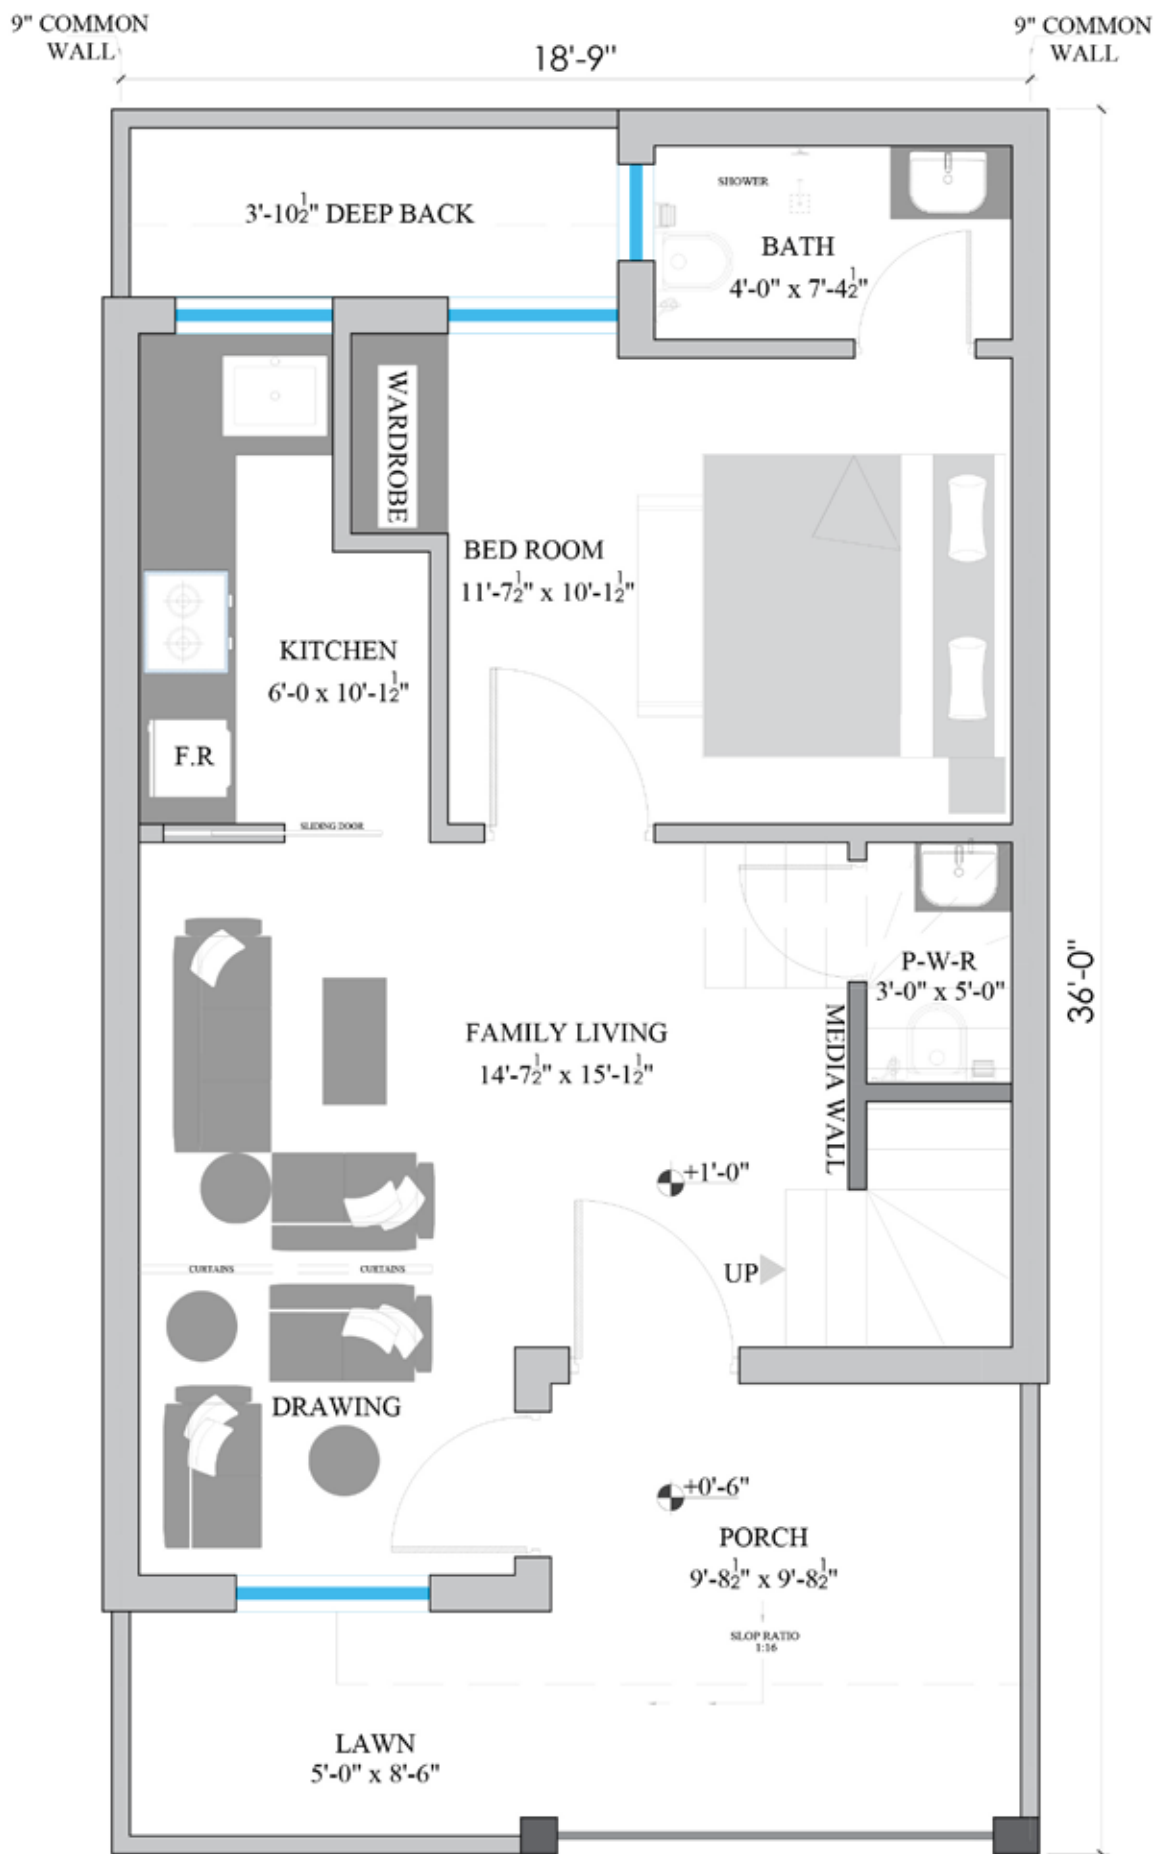 9" COMMON
WALL
18'-9"
9" COMMON
WALL
3'-10½" DEEP BACK
SHOWER
BATH
4'-0" x 7'-4½"
WARDROBE
BED ROOM
11'-7½" x 10'-1½"
KITCHEN
6'-0 x 10'-1½"
F.R
SLIDING DOOR
P-W-R
3'-0" x 5'-0"
36'-0"
FAMILY LIVING
14'-7½" x 15'-1½"
MEDIA WALL
+1'-0"
UP
CURTAINS
CURTAINS
DRAWING
+0'-6"
PORCH
9'-8½" x 9'-8½"
SLOP RATIO
1:16
LAWN
5'-0" x 8'-6"